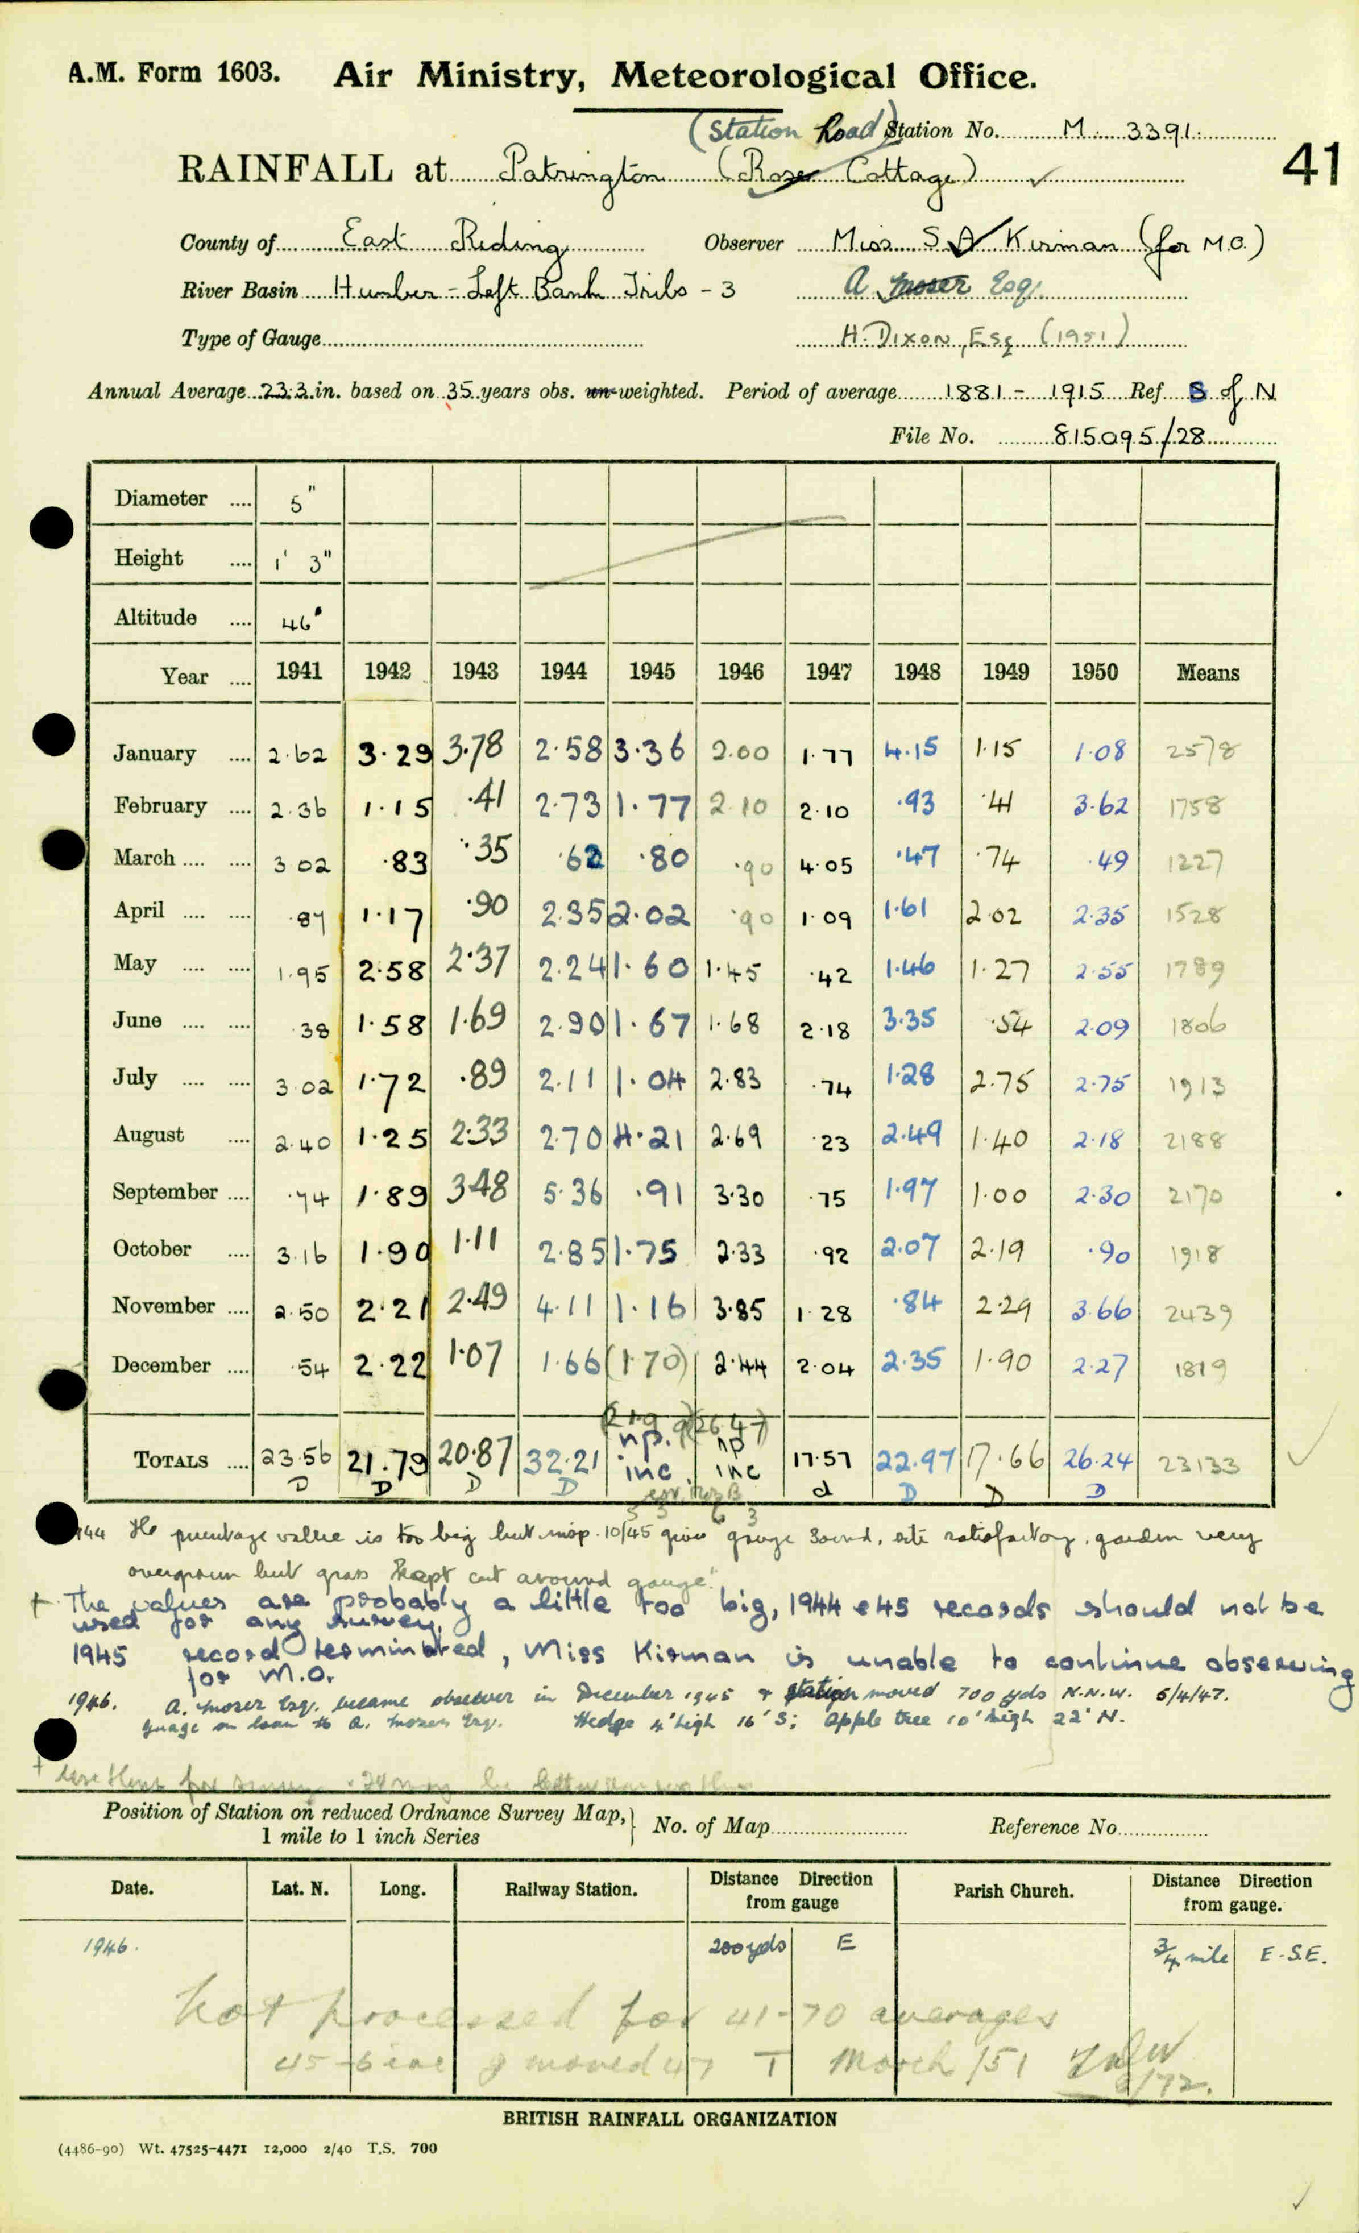 A.M. Form 1603. Air Ministry, Meteorological Office.
(Station Road) Station No. M 3391.
41
RAINFALL at Patrington (Rose Cottage) ✓
County of East Riding Observer Miss S A Kirman (for M.O.)
River Basin Humber - Left Bank Tribs - 3 A Moser Esq.
Type of Gauge H. Dixon, Esq (1951)
Annual Average 23.3 in. based on 35 years obs. un-weighted. Period of average 1881 - 1915 Ref. B of N
File No. 815095/28
Diameter .... 5"
Height .... 1' 3"
Altitude .... 46'
Year .... 1941 1942 1943 1944 1945 1946 1947 1948 1949 1950 Means
January .... 2.62 3.29 3.78 2.58 3.36 2.00 1.77 4.15 1.15 1.08 2578
February .... 2.36 1.15 .41 2.73 1.77 2.10 2.10 .93 .41 3.62 1758
March .... .... 3 02 .83 .35 .62 .80 .90 4.05 .47 .74 .49 1227
April .... .... .87 1.17 .90 2.35 2.02 .90 1.09 1.61 2.02 2.35 1528
May .... .... 1.95 2.58 2.37 2.24 1.60 1.45 .42 1.46 1.27 2.55 1789
June .... .... .38 1.58 1.69 2.90 1.67 1.68 2.18 3.35 .54 2.09 1806
July .... .... 3.02 1.72 .89 2.11 1.04 2.83 .74 1.28 2.75 2.75 1913
August .... 2.40 1.25 2.33 2.70 4.21 2.69 .23 2.49 1.40 2.18 2188
September .... .74 1.89 3.48 5.36 .91 3.30 .75 1.97 1.00 2.30 2170
October .... 3.16 1.90 1.11 2.85 1.75 2.33 .92 2.07 2.19 .90 1918
November .... 2.50 2.21 2.49 4.11 1.16 3.85 1.28 .84 2.29 3.66 2439
December .... .54 2.22 1.07 1.66 (1.70) 2.44 2.04 2.35 1.90 2.27 1819
(21.99) (26.47)
TOTALS .... 23.56 21.79 20.87 32.21 np. inc. np inc 17.57 22.97 17.66 26.24 23133
D D D D d D D D
1944 The percentage value is too big but insp. 10/45 gives gauge sound, site satisfactory, garden very
overgrown but grass "kept cut around gauge".
+ The values are probably a little too big, 1944 & 45 records should not be
used for any survey.
1945 record terminated, Miss Kirman is unable to continue observing
for M.O.
1946. A. Moser Esq. became observer in December 1945 & station moved 700 yds N.N.W. 5/4/47.
Guage on loan to A. Moser Esq. Hedge 4' high 16' S; apple tree 10' high 22' N.
Position of Station on reduced Ordnance Survey Map, 1 mile to 1 inch Series } No. of Map Reference No.
Date. Lat. N. Long. Railway Station. Distance Direction from gauge Parish Church. Distance Direction from gauge.
1946. 200 yds E 3/4 mile E.S.E.
Not processed for 41-70 averages
45-6 inc g moved 47 T March /51
/72.
BRITISH RAINFALL ORGANIZATION
(4486-90) Wt. 47525-4471 12,000 2/40 T.S. 700